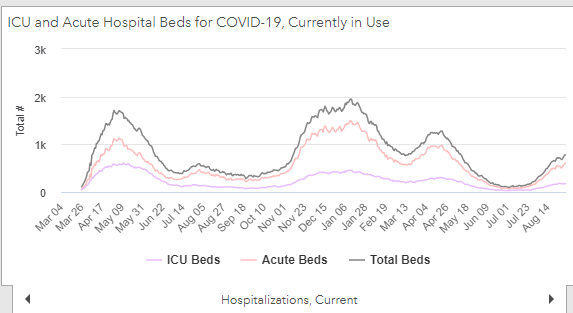 ICU and Acute Hospital Beds for COVID-19, Currently in Use
3k
2k
1k
0
Total #
Mar 04
Mar 26
Apr 17
May 09
May 31
Jun 22
Jul 14
Aug 05
Aug 27
Sep 18
Oct 10
Nov 01
Nov 23
Dec 15
Jan 06
Jan 28
Feb 19
Mar 13
Apr 04
Apr 26
May 18
Jun 09
Jul 01
Jul 23
Aug 14
ICU Beds
Acute Beds
Total Beds
Hospitalizations, Current